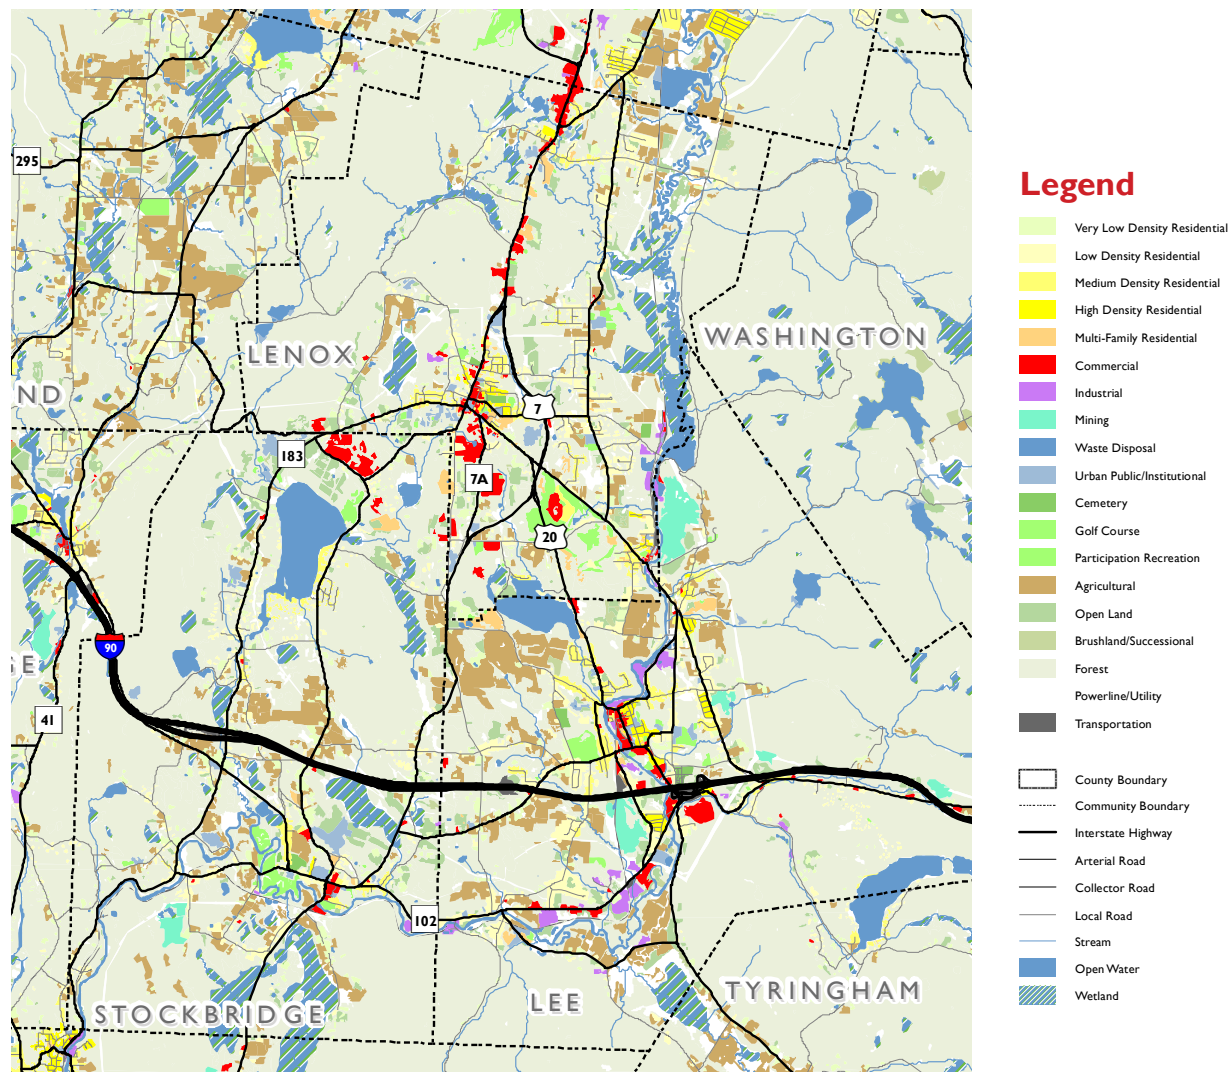 295
LENOX
WASHINGTON
ND
7
183
7A
20
90
GE
41
102
STOCKBRIDGE
LEE
TYRINGHAM
Legend
Very Low Density Residential
Low Density Residential
Medium Density Residential
High Density Residential
Multi-Family Residential
Commercial
Industrial
Mining
Waste Disposal
Urban Public/Institutional
Cemetery
Golf Course
Participation Recreation
Agricultural
Open Land
Brushland/Successional
Forest
Powerline/Utility
Transportation
County Boundary
Community Boundary
Interstate Highway
Arterial Road
Collector Road
Local Road
Stream
Open Water
Wetland